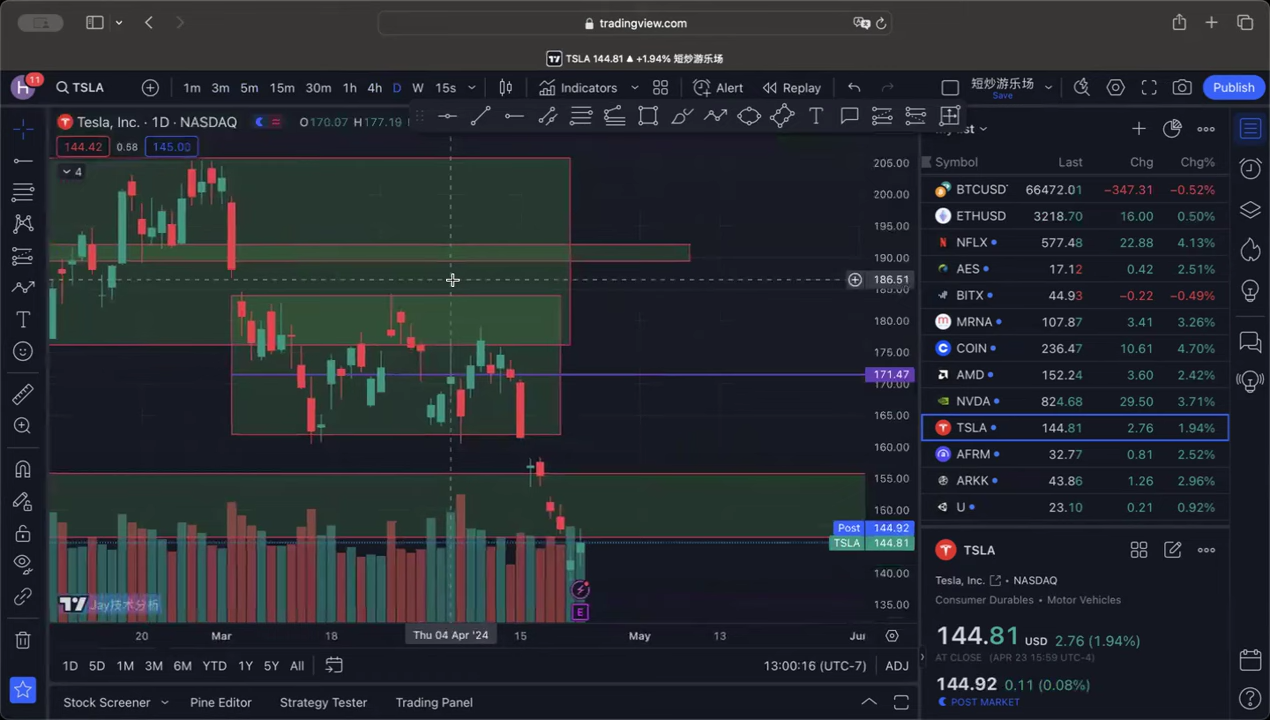 tradingview.com
TSLA 144.81 ▲ +1.94% 短炒游乐场
H 11 TSLA 1m 3m 5m 15m 30m 1h 4h D W 15s Indicators Alert Replay 短炒游乐场 Save Publish
Tesla, Inc. · 1D · NASDAQ O170.07 H177.19
144.42 0.58 145.00
4
205.00
200.00
195.00
190.00
186.51
180.00
175.00
171.47
165.00
160.00
155.00
150.00
Post 144.92
TSLA 144.81
140.00
135.00
Jay技术分析
E
20 Mar 18 Thu 04 Apr '24 15 May 13 Jun
1D 5D 1M 3M 6M YTD 1Y 5Y All 13:00:16 (UTC-7) ADJ
Stock Screener Pine Editor Strategy Tester Trading Panel
Symbol Last Chg Chg%
BTCUSD 66472.01 −347.31 −0.52%
ETHUSD 3218.70 16.00 0.50%
NFLX 577.48 22.88 4.13%
AES 17.12 0.42 2.51%
BITX 44.93 −0.22 −0.49%
MRNA 107.87 3.41 3.26%
COIN 236.47 10.61 4.70%
AMD 152.24 3.60 2.42%
NVDA 824.68 29.50 3.71%
TSLA 144.81 2.76 1.94%
AFRM 32.77 0.81 2.52%
ARKK 43.86 1.26 2.96%
U 23.10 0.21 0.92%
TSLA
Tesla, Inc. • NASDAQ
Consumer Durables • Motor Vehicles
144.81 USD 2.76 (1.94%)
AT CLOSE (APR 23 15:59 UTC-4)
144.92 0.11 (0.08%)
POST MARKET